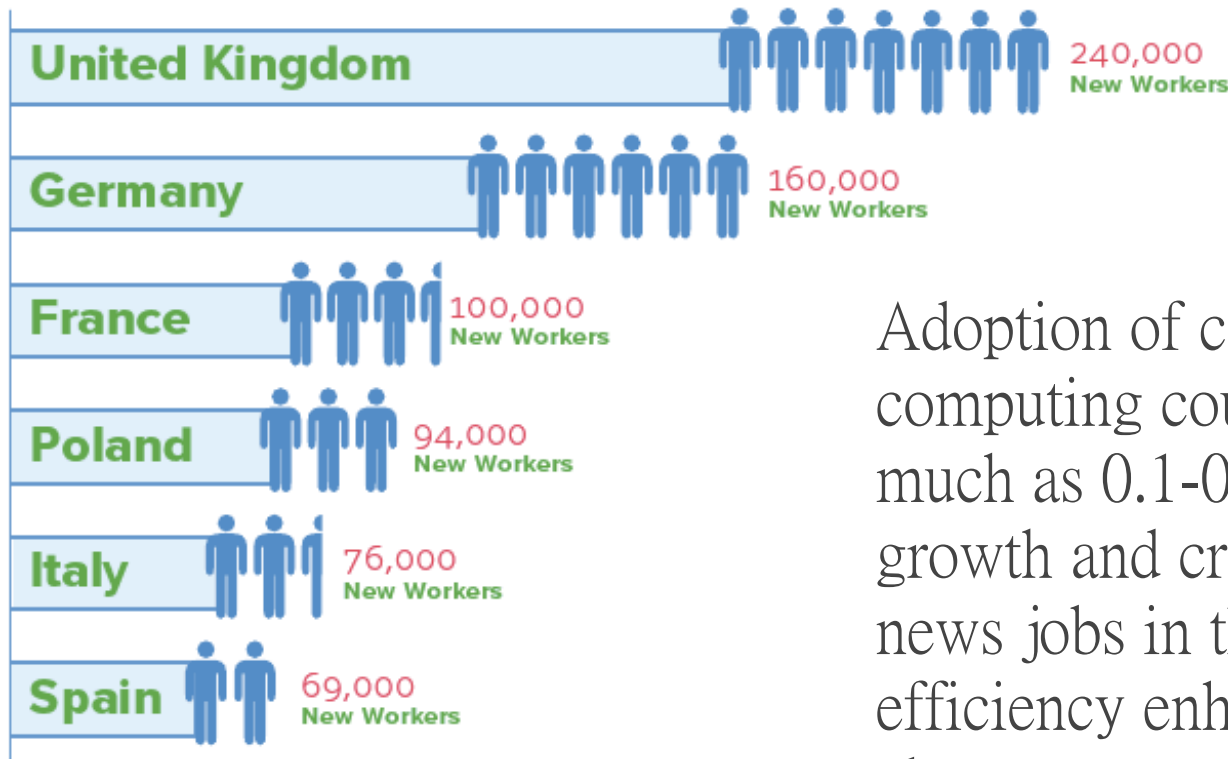 United Kingdom
240,000
New Workers
Germany
160,000
New Workers
France
100,000
New Workers
Poland
94,000
New Workers
Italy
76,000
New Workers
Spain
69,000
New Workers
Adoption of
computing
much as
growth and
news jobs in
efficiency